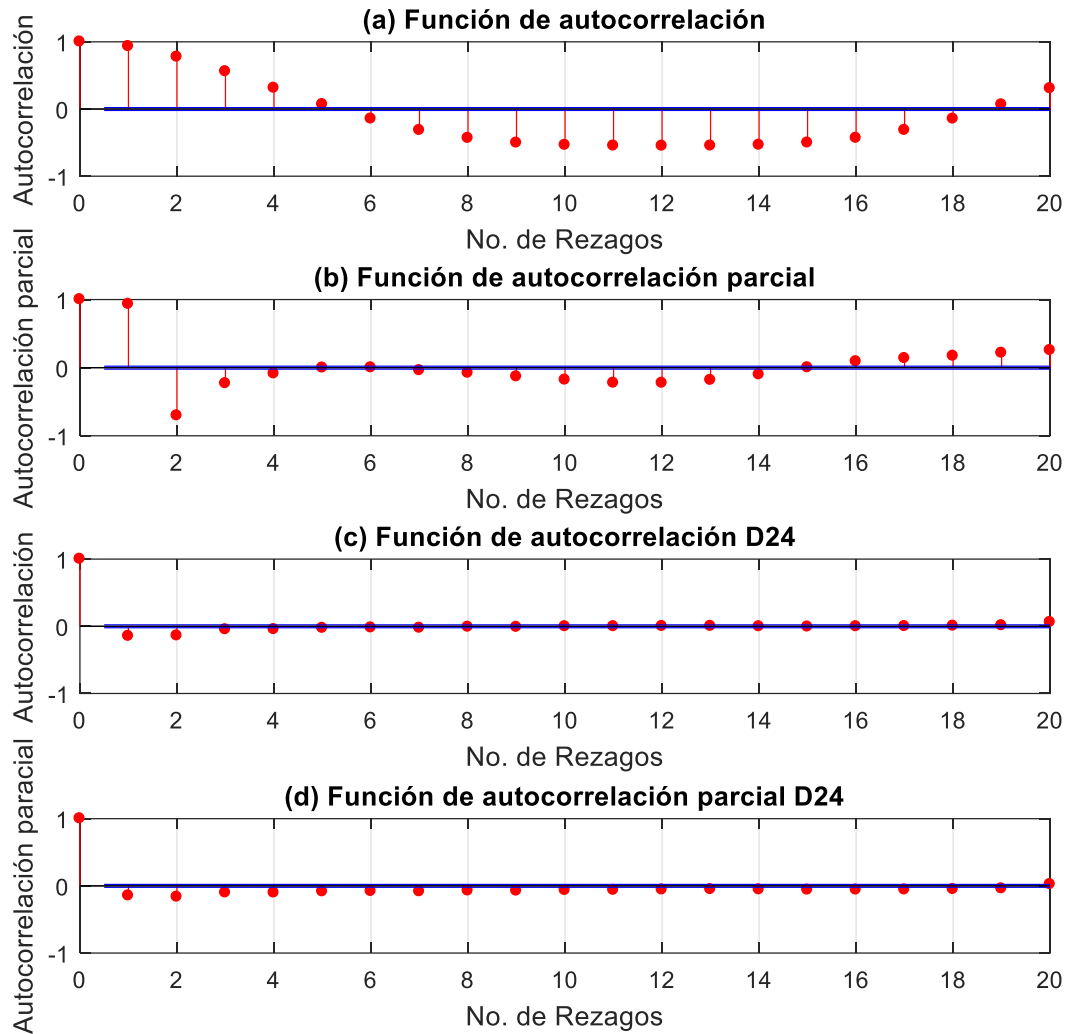 (a) Función de autocorrelación
Autocorrelación
1
0
-1
0 2 4 6 8 10 12 14 16 18 20
No. de Rezagos
(b) Función de autocorrelación parcial
Autocorrelación parcial
1
0
-1
0 2 4 6 8 10 12 14 16 18 20
No. de Rezagos
(c) Función de autocorrelación D24
Autocorrelación
1
0
-1
0 2 4 6 8 10 12 14 16 18 20
No. de Rezagos
(d) Función de autocorrelación parcial D24
Autocorrelación paracial
1
0
-1
0 2 4 6 8 10 12 14 16 18 20
No. de Rezagos